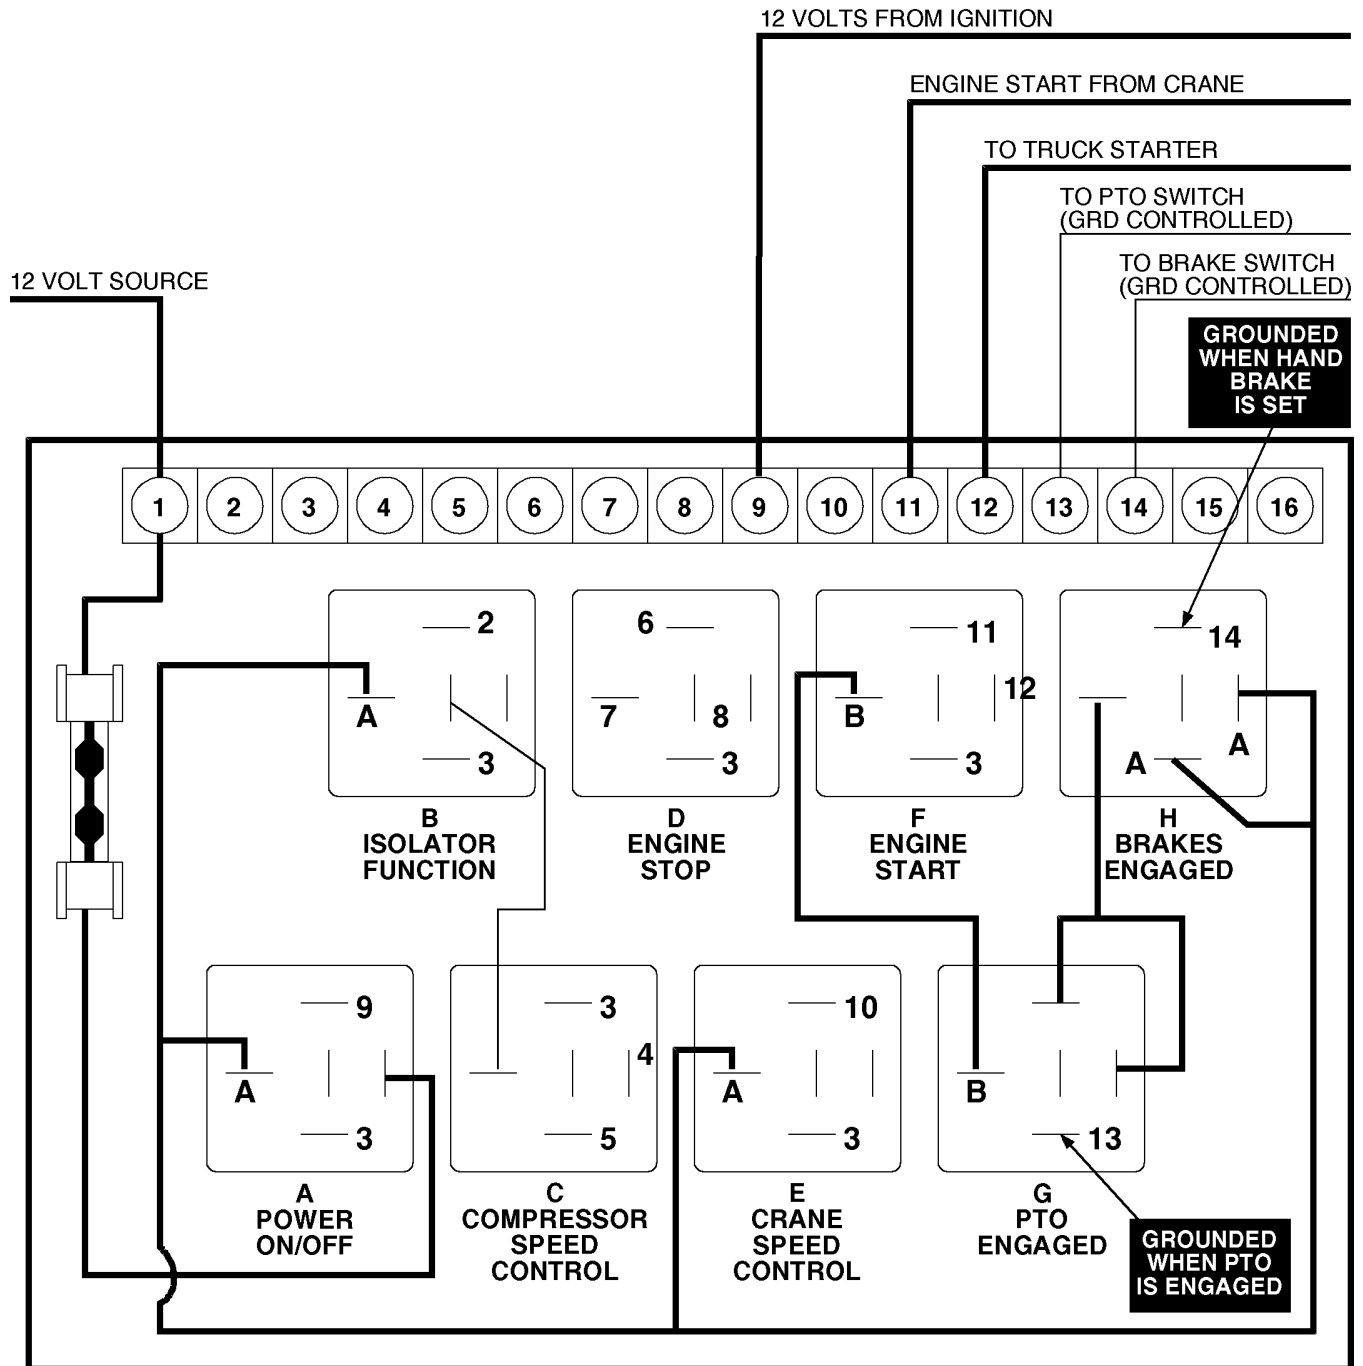 12 VOLTS FROM IGNITION
ENGINE START FROM CRANE
TO TRUCK STARTER
TO PTO SWITCH
(GRD CONTROLLED)
12 VOLT SOURCE
TO BRAKE SWITCH
(GRD CONTROLLED)
GROUNDED
WHEN HAND
BRAKE
IS SET
1 2 3 4 5 6 7 8 9 10 11 12 13 14 15 16
2
A
3
B
ISOLATOR
FUNCTION
6
7
8
3
D
ENGINE
STOP
11
12
B
3
F
ENGINE
START
14
A
A
H
BRAKES
ENGAGED
9
A
3
A
POWER
ON/OFF
3
4
5
C
COMPRESSOR
SPEED
CONTROL
10
A
3
E
CRANE
SPEED
CONTROL
B
13
G
PTO
ENGAGED
GROUNDED
WHEN PTO
IS ENGAGED